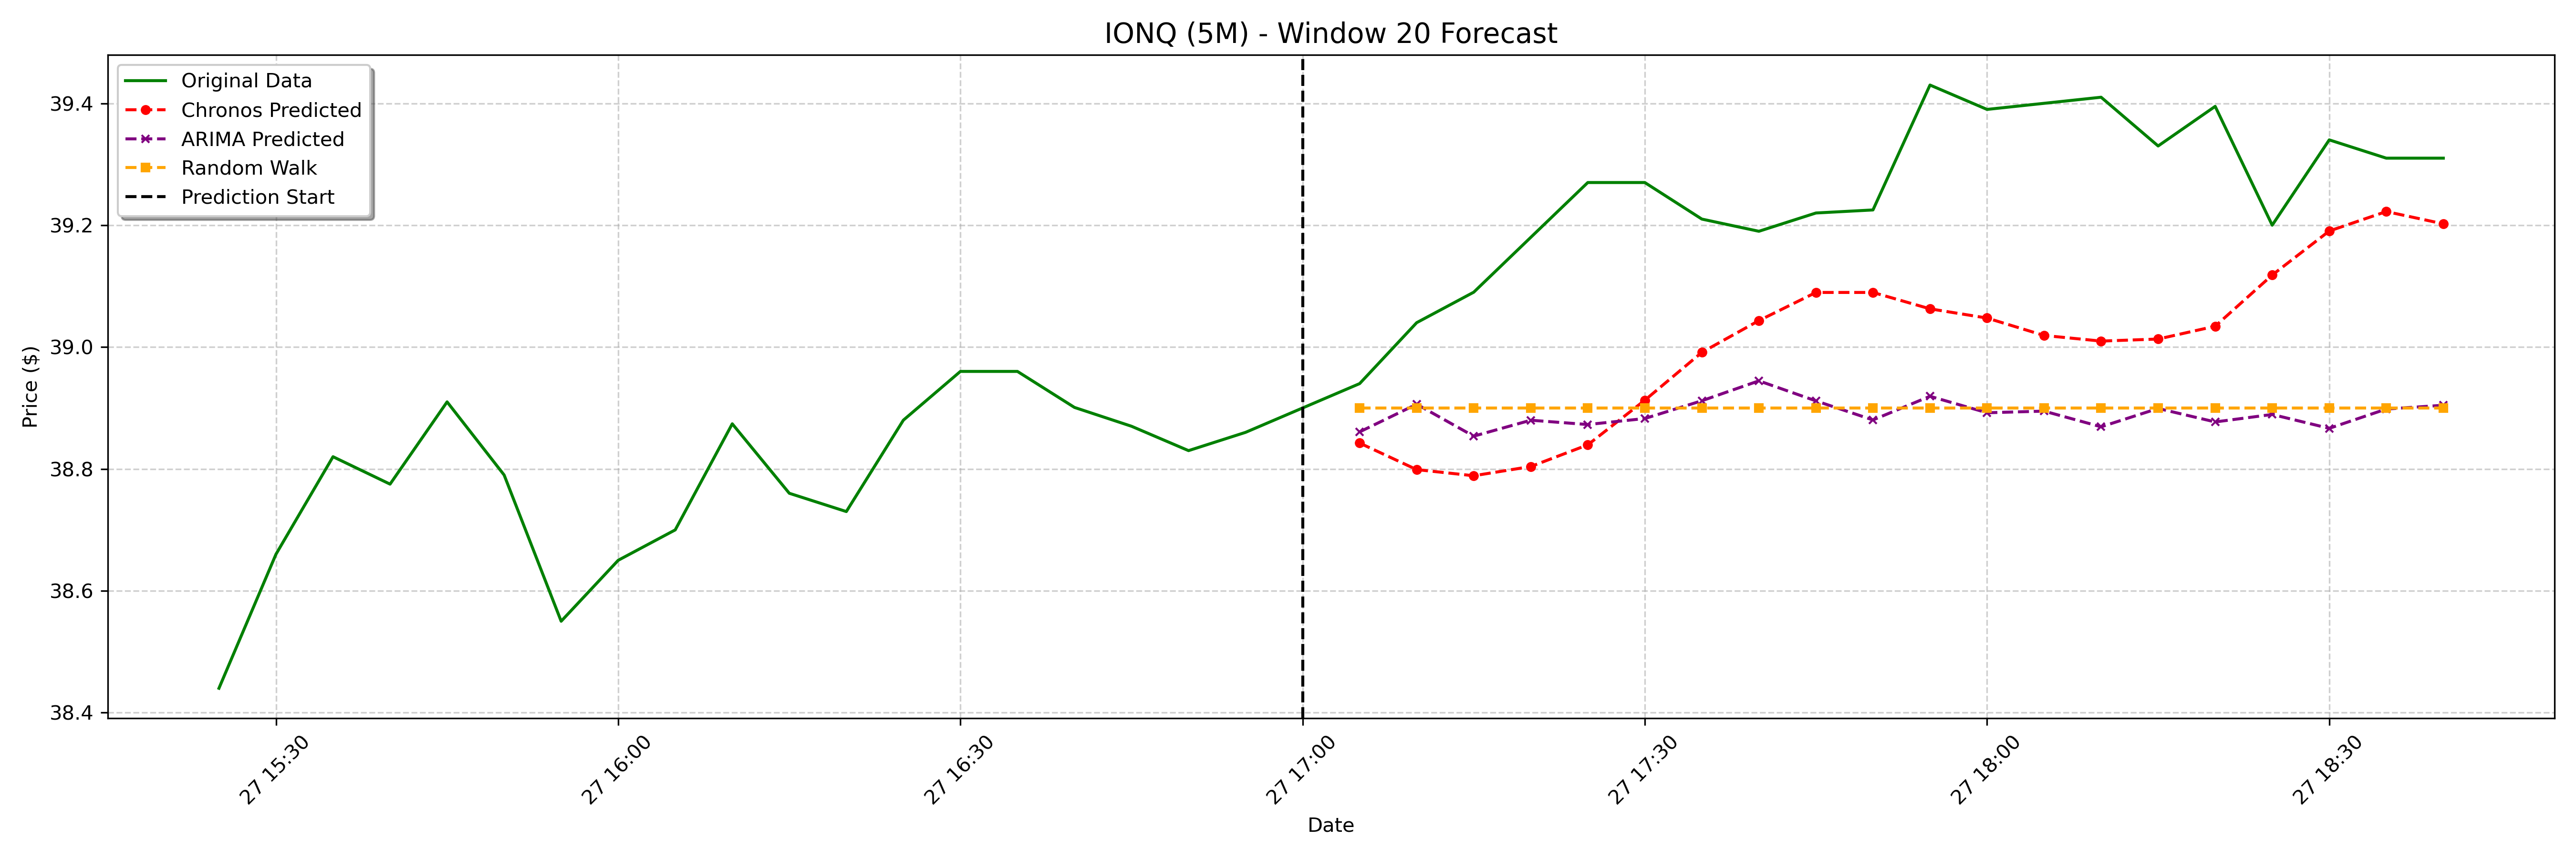 IONQ (5M) - Window 20 Forecast
Original Data
Chronos Predicted
ARIMA Predicted
Random Walk
Prediction Start
Price ($)
39.4
39.2
39.0
38.8
38.6
38.4
27 15:30
27 16:00
27 16:30
27 17:00
27 17:30
27 18:00
27 18:30
Date